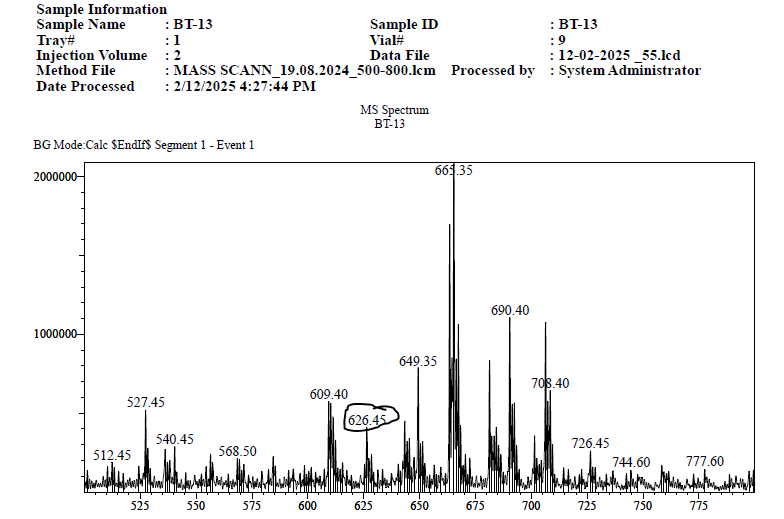 Sample Information
Sample Name : BT-13 Sample ID : BT-13
Tray# : 1 Vial# : 9
Injection Volume : 2 Data File : 12-02-2025 _55.lcd
Method File : MASS SCANN_19.08.2024_500-800.lcm Processed by : System Administrator
Date Processed : 2/12/2025 4:27:44 PM
MS Spectrum
BT-13
BG Mode:Calc $EndIf$ Segment 1 - Event 1
2000000
665.35
690.40
1000000
649.35
708.40
609.40
527.45
626.45
540.45
726.45
568.50
512.45
744.60
777.60
525 550 575 600 625 650 675 700 725 750 775